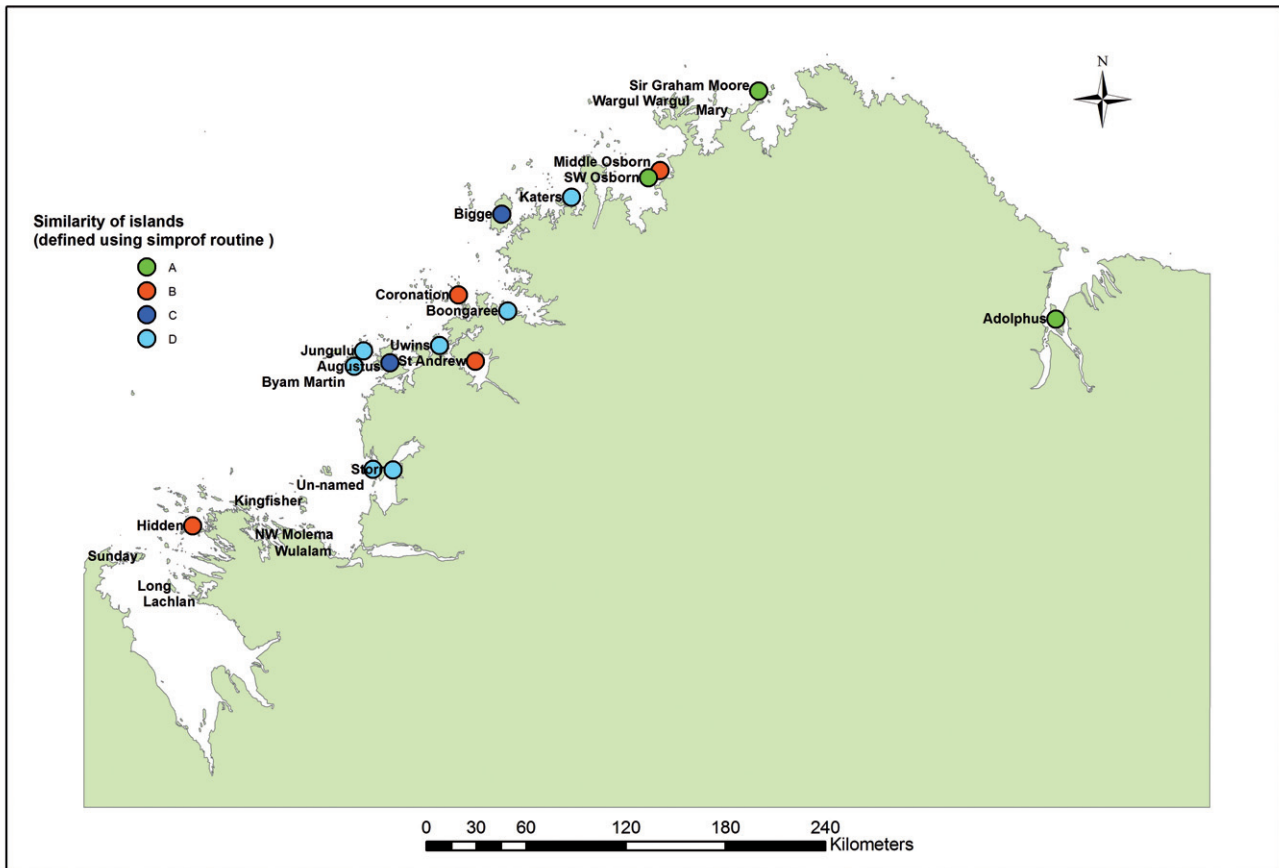 N
Sir Graham Moore
Wargul Wargul
Mary
Middle Osborn
SW Osborn
Katers
Bigge
Similarity of islands
(defined using simprof routine )
A
B
C
D
Coronation
Boongaree
Adolphus
Uwins
Jungulu
Augustus
St Andrew
Byam Martin
Storr
Un-named
Kingfisher
Hidden
NW Molema
Wulalam
Sunday
Long
Lachlan
0 30 60 120 180 240
Kilometers